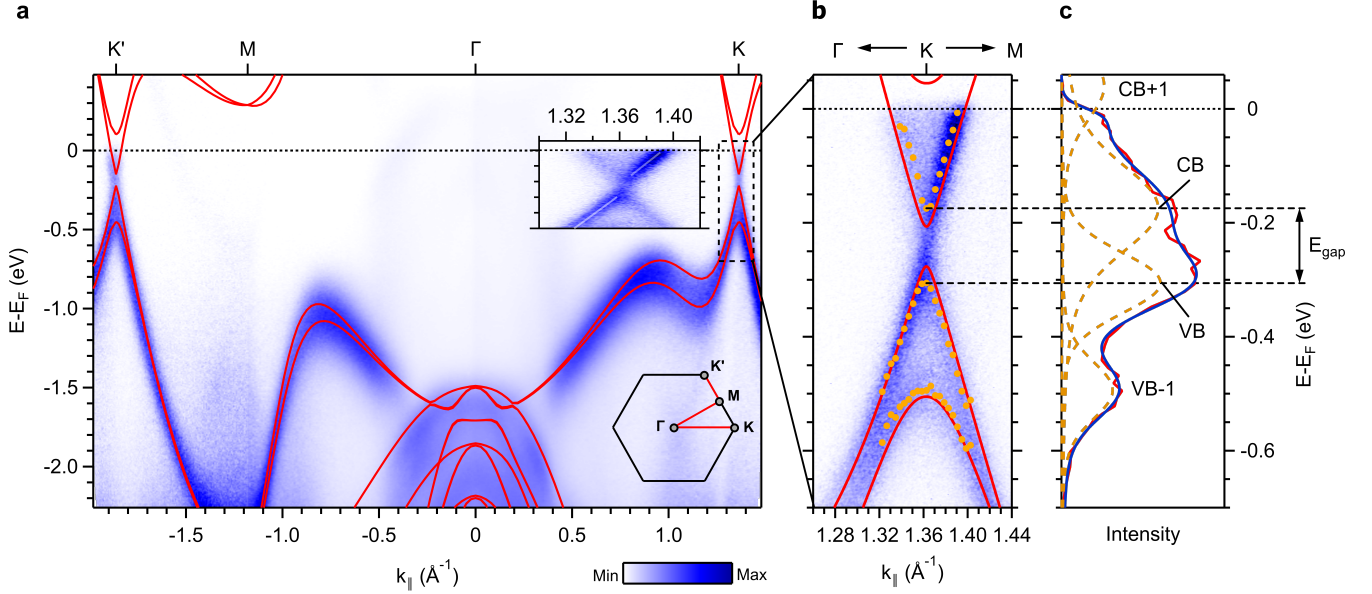 a
K' M Γ K
1.32 1.36 1.40
0
-0.5
-1.0
-1.5
-2.0
E-E_F (eV)
K'
M
Γ
K
-1.5 -1.0 -0.5 0.0 0.5 1.0
k_∥ (Å⁻¹)
Min Max
b
Γ K M
1.28 1.32 1.36 1.40 1.44
k_∥ (Å⁻¹)
c
CB+1
CB
VB
VB-1
0
-0.2
E_gap
-0.4
-0.6
E-E_F (eV)
Intensity